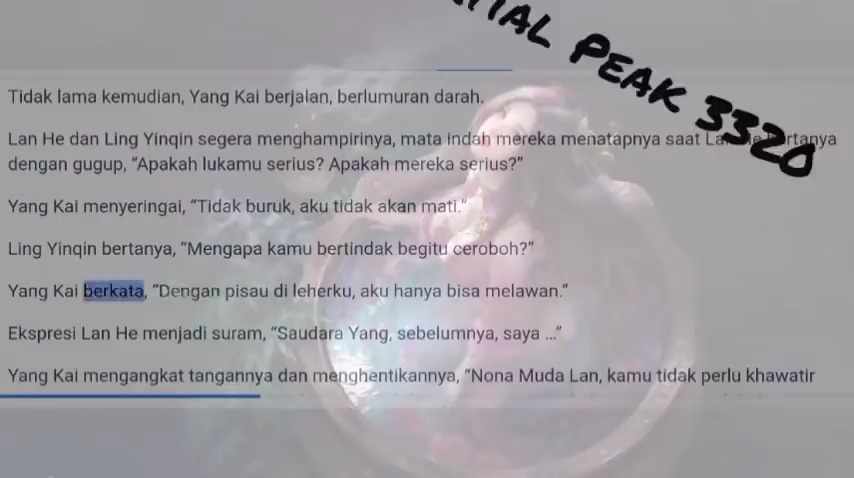 PEAK 3320
Tidak lama kemudian, Yang Kai berjalan, berlumuran darah.
Lan He dan Ling Yinqin segera menghampirinya, mata indah mereka menatapnya saat
dengan gugup, “Apakah lukamu serius? Apakah mereka serius?”
Yang Kai menyeringai, “Tidak buruk, aku tidak akan mati.”
Ling Yinqin bertanya, “Mengapa kamu bertindak begitu ceroboh?”
Yang Kai berkata, “Dengan pisau di leherku, aku hanya bisa melawan.”
Ekspresi Lan He menjadi suram, “Saudara Yang, sebelumnya, saya ...”
Yang Kai mengangkat tangannya dan menghentikannya, “Nona Muda Lan, kamu tidak perlu khawatir